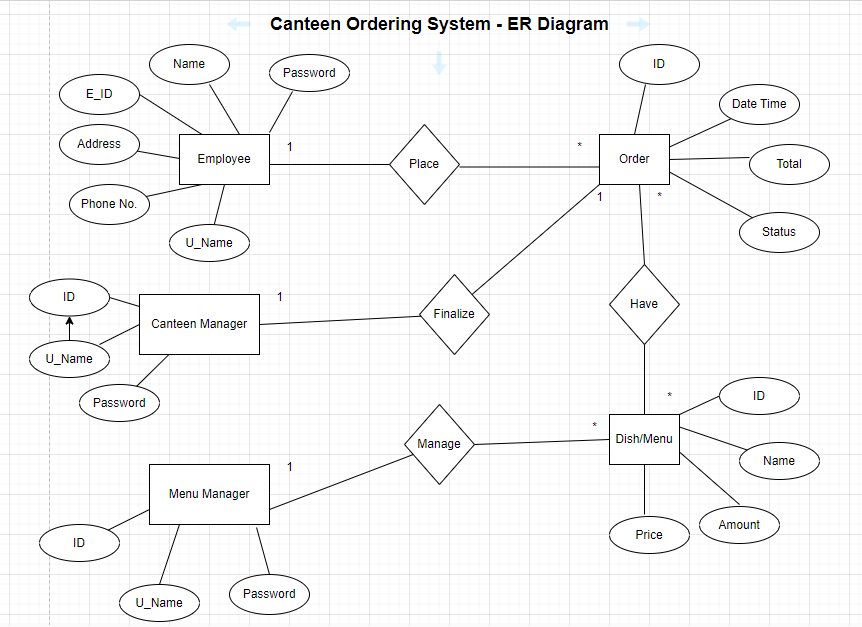 Canteen Ordering System - ER Diagram
Name
Password
ID
E_ID
Date Time
Address
1
*
Employee
Place
Order
Total
Phone No.
1
*
U_Name
Status
ID
1
Canteen Manager
Finalize
Have
U_Name
Password
*
ID
*
Manage
Dish/Menu
1
Name
Menu Manager
Amount
Price
ID
U_Name
Password